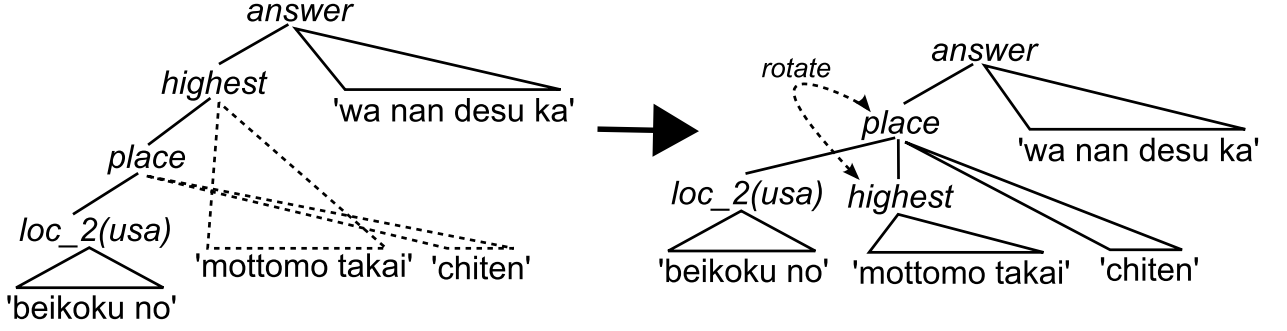 answer
highest
'wa nan desu ka'
place
loc_2(usa)
'mottomo takai' 'chiten'
'beikoku no'
answer
rotate
place
'wa nan desu ka'
loc_2(usa)
highest
'beikoku no' 'mottomo takai' 'chiten'